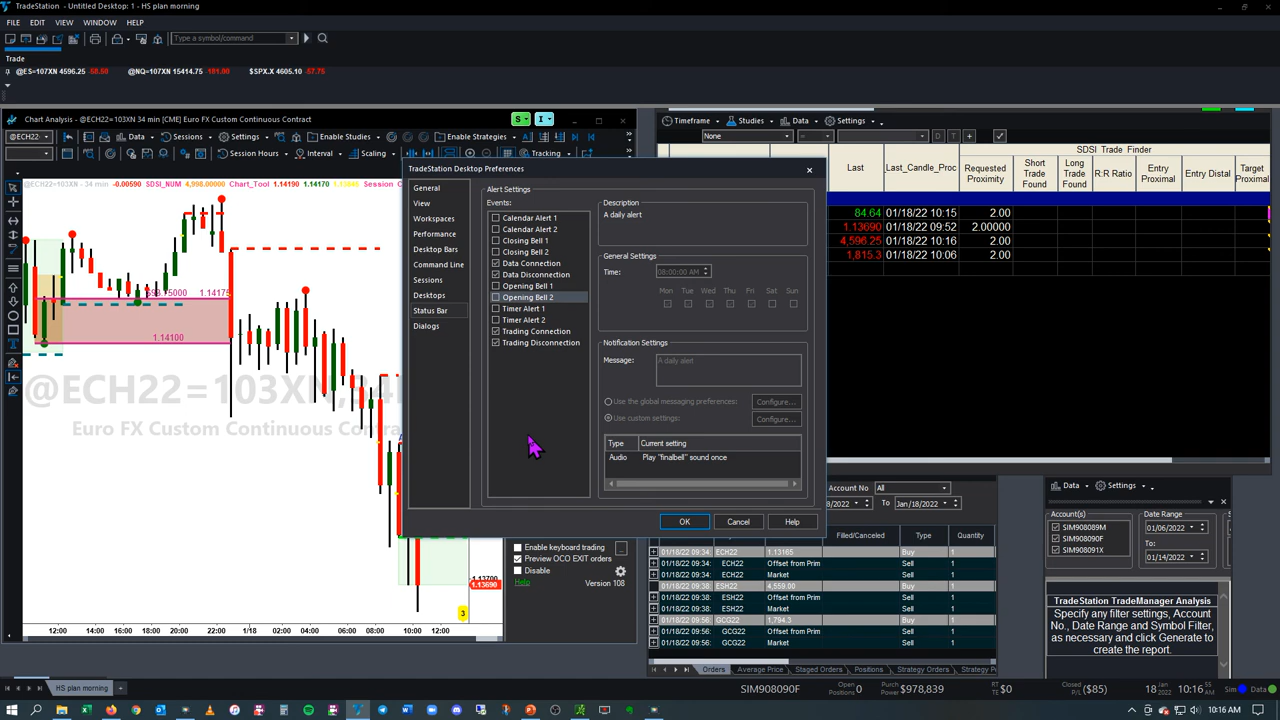 TradeStation - Untitled Desktop: 1 - HS plan morning
FILE EDIT VIEW WINDOW HELP
Type a symbol/command
Trade
@ES=107XN 4596.25 -58.50 @NQ=107XN 15414.75 -181.00 $SPX.X 4605.10 -57.75
Chart Analysis - @ECH22=103XN 34 min [CME] Euro FX Custom Continuous Contract
@ECH22= Data Sessions Settings Enable Studies Enable Strategies
Session Hours Interval Scaling Tracking
@ECH22=103XN - 34 min -0.00590 SDSI_NUM 4,998.00000 Chart_Tool 1.14190 1.14170
$93.75000 1.14175
1.14100
@ECH22=103XN,
Euro FX Custom Continuous
1.13700
1.13690
3
12:00 14:00 16:00 20:00 22:00 1/18 02:00 04:00 06:00 08:00 10:00 12:00
TradeStation Desktop Preferences
General
View
Workspaces
Performance
Desktop Bars
Command Line
Sessions
Desktops
Status Bar
Dialogs
Alert Settings
Events:
Calendar Alert 1
Calendar Alert 2
Closing Bell 1
Closing Bell 2
Data Connection
Data Disconnection
Opening Bell 1
Opening Bell 2
Timer Alert 1
Timer Alert 2
Trading Connection
Trading Disconnection
Description
A daily alert
General Settings
Time: 08:00:00 AM
Mon Tue Wed Thu Fri Sat Sun
Notification Settings
Message: A daily alert
Use the global messaging preferences: Configure...
Use custom settings: Configure...
Type Current setting
Audio Play "finalbell" sound once
OK Cancel Help
Enable keyboard trading ...
Preview OCO EXIT orders
Disable
Help Version 108
Timeframe Studies Data Settings
None
SDSI Trade Finder
Last Last_Candle_Proc Requested Proximity Short Trade Found Long Trade Found R:R Ratio Entry Proximal Entry Distal Target Proximal
84.64 01/18/22 10:15 2.00
1.13690 01/18/22 09:52 2.00000
4,596.25 01/18/22 10:15 2.00
1,815.3 01/18/22 10:06 2.00
Account No. All
/18/2022 To Jan/18/2022
Filled/Canceled Type Quantity
01/18/22 09:34: ECH22 1.13165 Buy 1
01/18/22 09:34: ECH22 Offset from Prim Sell 1
01/18/22 09:34: ECH22 Market Sell 1
01/18/22 09:38: ESH22 4,559.00 Buy 1
01/18/22 09:38: ESH22 Offset from Prim Sell 1
01/18/22 09:38: ESH22 Market Sell 1
01/18/22 09:56: GCG22 1,794.3 Buy 1
01/18/22 09:56: GCG22 Offset from Prim Sell 1
01/18/22 09:56: GCG22 Market Sell 1
Orders Average Price Staged Orders Positions Strategy Orders Strategy P
Data Settings
Account(s)
SIM908089M
SIM908090F
SIM908091X
Date Range
01/06/2022
To:
01/14/2022
TradeStation TradeManager Analysis
Specify any filter settings, Account No., Date Range and Symbol Filter, as necessary and click Generate to create the report.
HS plan morning
SIM908090F Open Positions 0 Purch Power $978,839 RT TE $0 Closed P/L ($85) 18 Jan 2022 10:16 55 AM Sim Data
10:16 AM